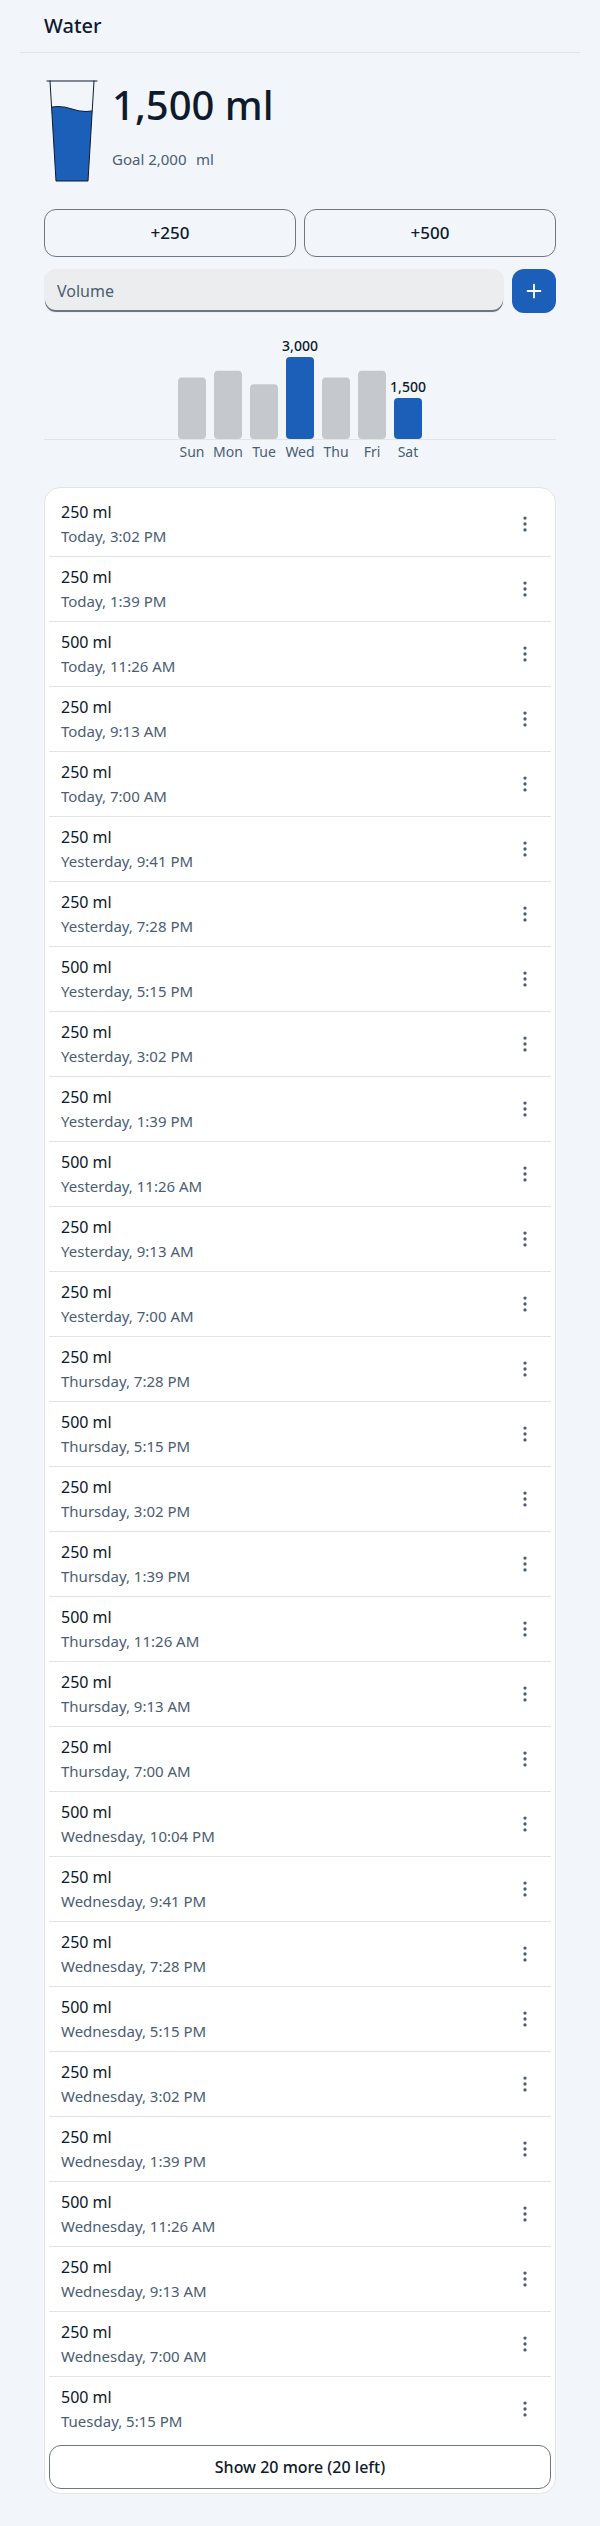 Water
1,500 ml
Goal 2,000 ml
+250
+500
Volume
3,000
1,500
Sun Mon Tue Wed Thu Fri Sat
250 ml
Today, 3:02 PM
250 ml
Today, 1:39 PM
500 ml
Today, 11:26 AM
250 ml
Today, 9:13 AM
250 ml
Today, 7:00 AM
250 ml
Yesterday, 9:41 PM
250 ml
Yesterday, 7:28 PM
500 ml
Yesterday, 5:15 PM
250 ml
Yesterday, 3:02 PM
250 ml
Yesterday, 1:39 PM
500 ml
Yesterday, 11:26 AM
250 ml
Yesterday, 9:13 AM
250 ml
Yesterday, 7:00 AM
250 ml
Thursday, 7:28 PM
500 ml
Thursday, 5:15 PM
250 ml
Thursday, 3:02 PM
250 ml
Thursday, 1:39 PM
500 ml
Thursday, 11:26 AM
250 ml
Thursday, 9:13 AM
250 ml
Thursday, 7:00 AM
500 ml
Wednesday, 10:04 PM
250 ml
Wednesday, 9:41 PM
250 ml
Wednesday, 7:28 PM
500 ml
Wednesday, 5:15 PM
250 ml
Wednesday, 3:02 PM
250 ml
Wednesday, 1:39 PM
500 ml
Wednesday, 11:26 AM
250 ml
Wednesday, 9:13 AM
250 ml
Wednesday, 7:00 AM
500 ml
Tuesday, 5:15 PM
Show 20 more (20 left)